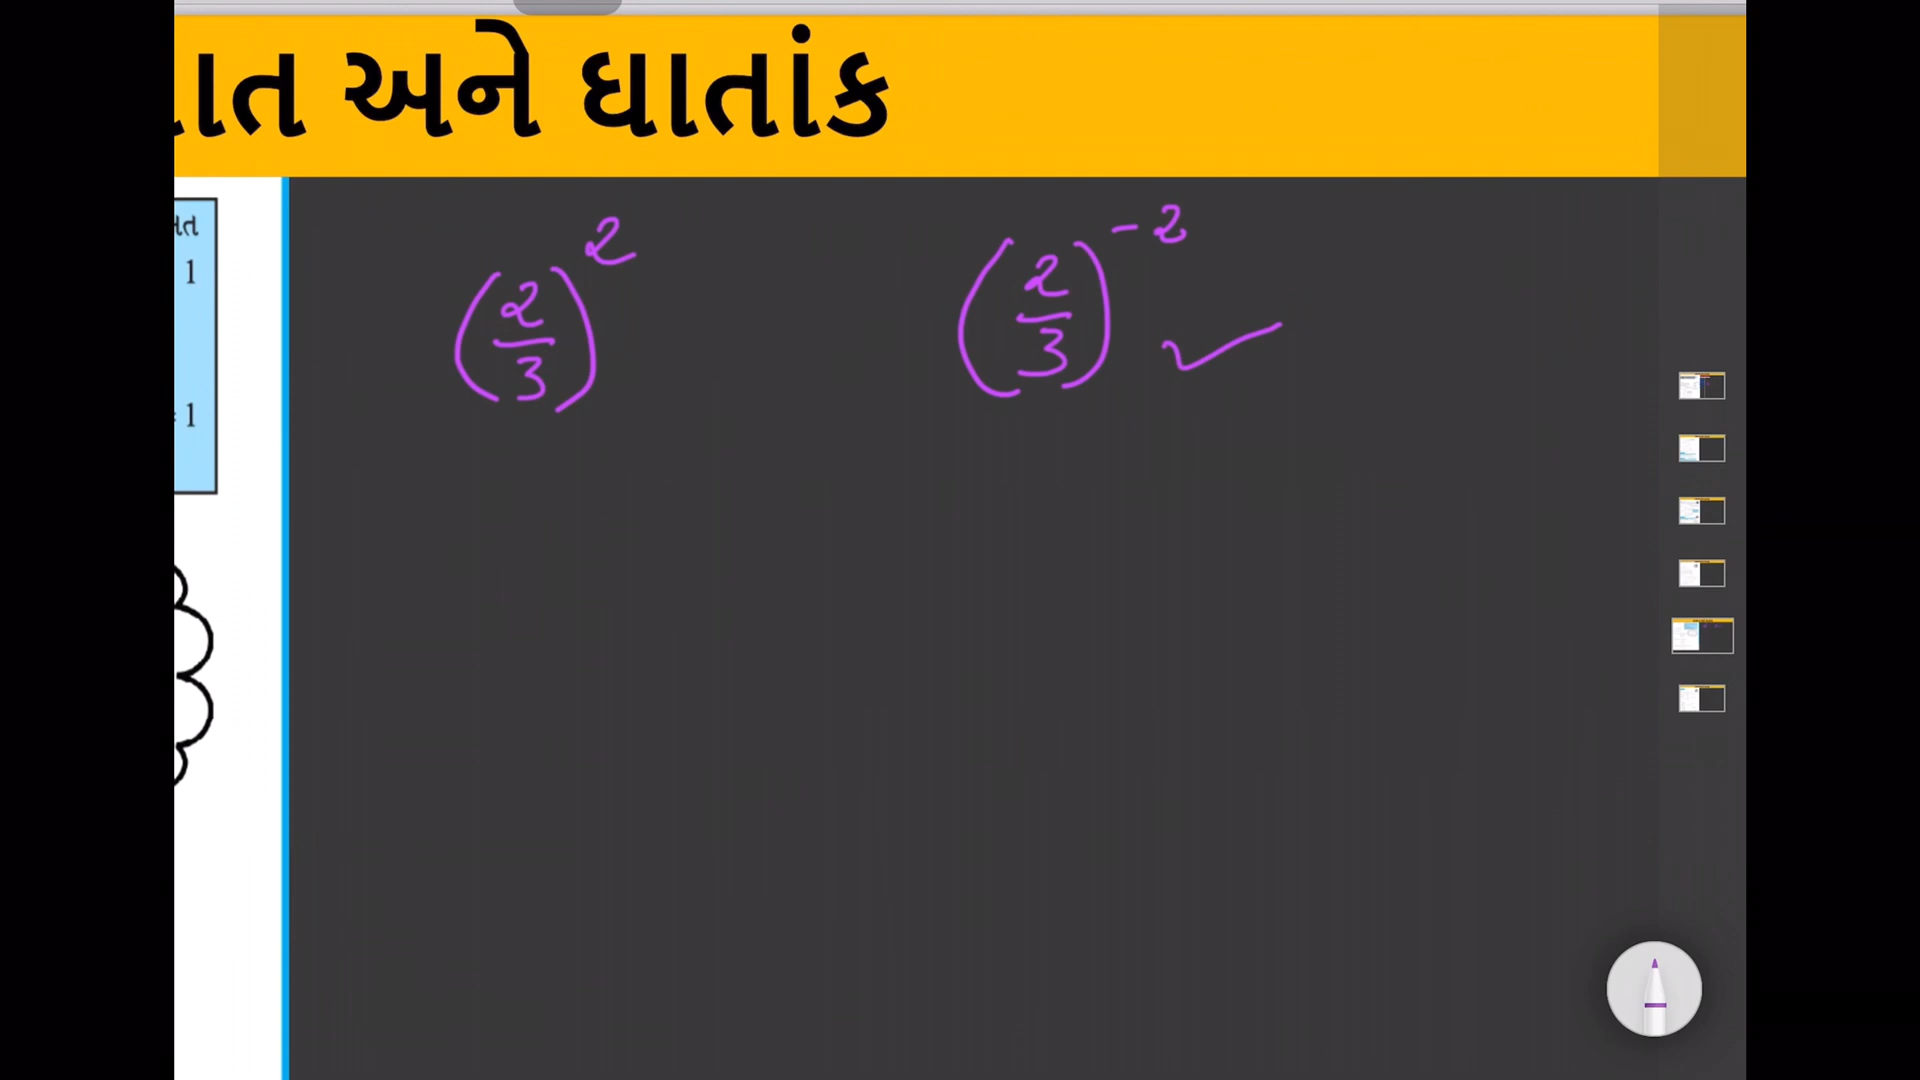 ાત અને ઘાતાંક
1
= 1
(2/3)^2
(2/3)^-2 ✓